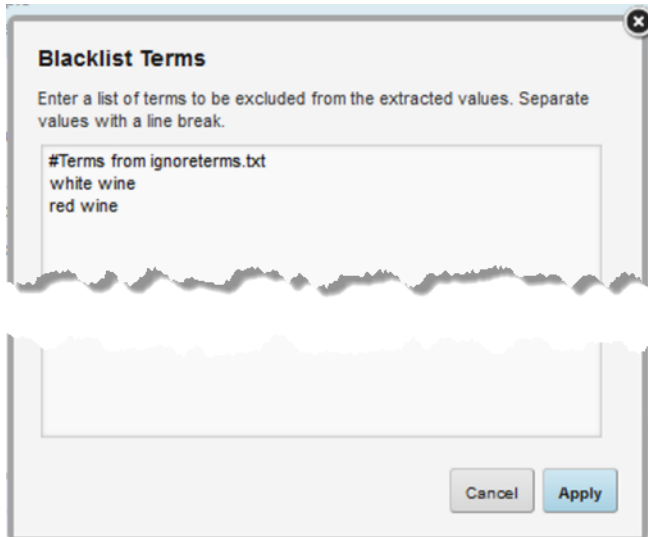 Blacklist Terms
Enter a list of terms to be excluded from the extracted values. Separate
values with a line break.
#Terms from ignoreterms.txt
white wine
red wine
Cancel
Apply